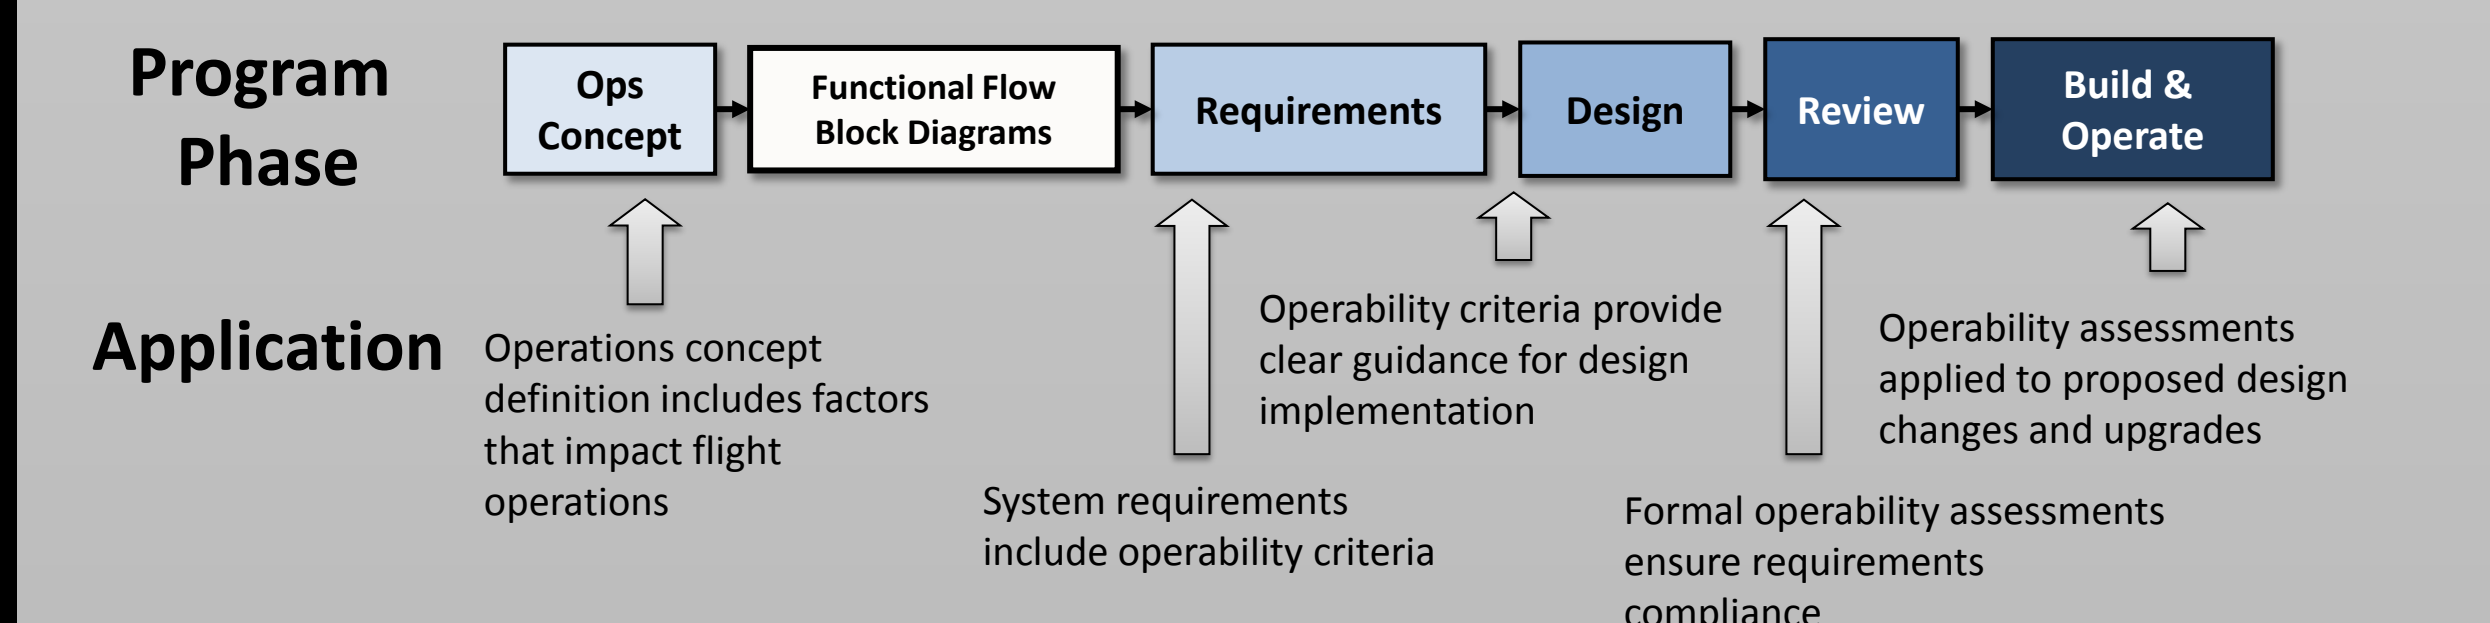 Program
Phase
Ops
Concept
Functional Flow
Block Diagrams
Requirements
Design
Review
Build &
Operate
Application
Operations concept
definition includes factors
that impact flight
operations
System requirements
include operability criteria
Operability criteria provide
clear guidance for design
implementation
Formal operability assessments
ensure requirements
compliance
Operability assessments
applied to proposed design
changes and upgrades